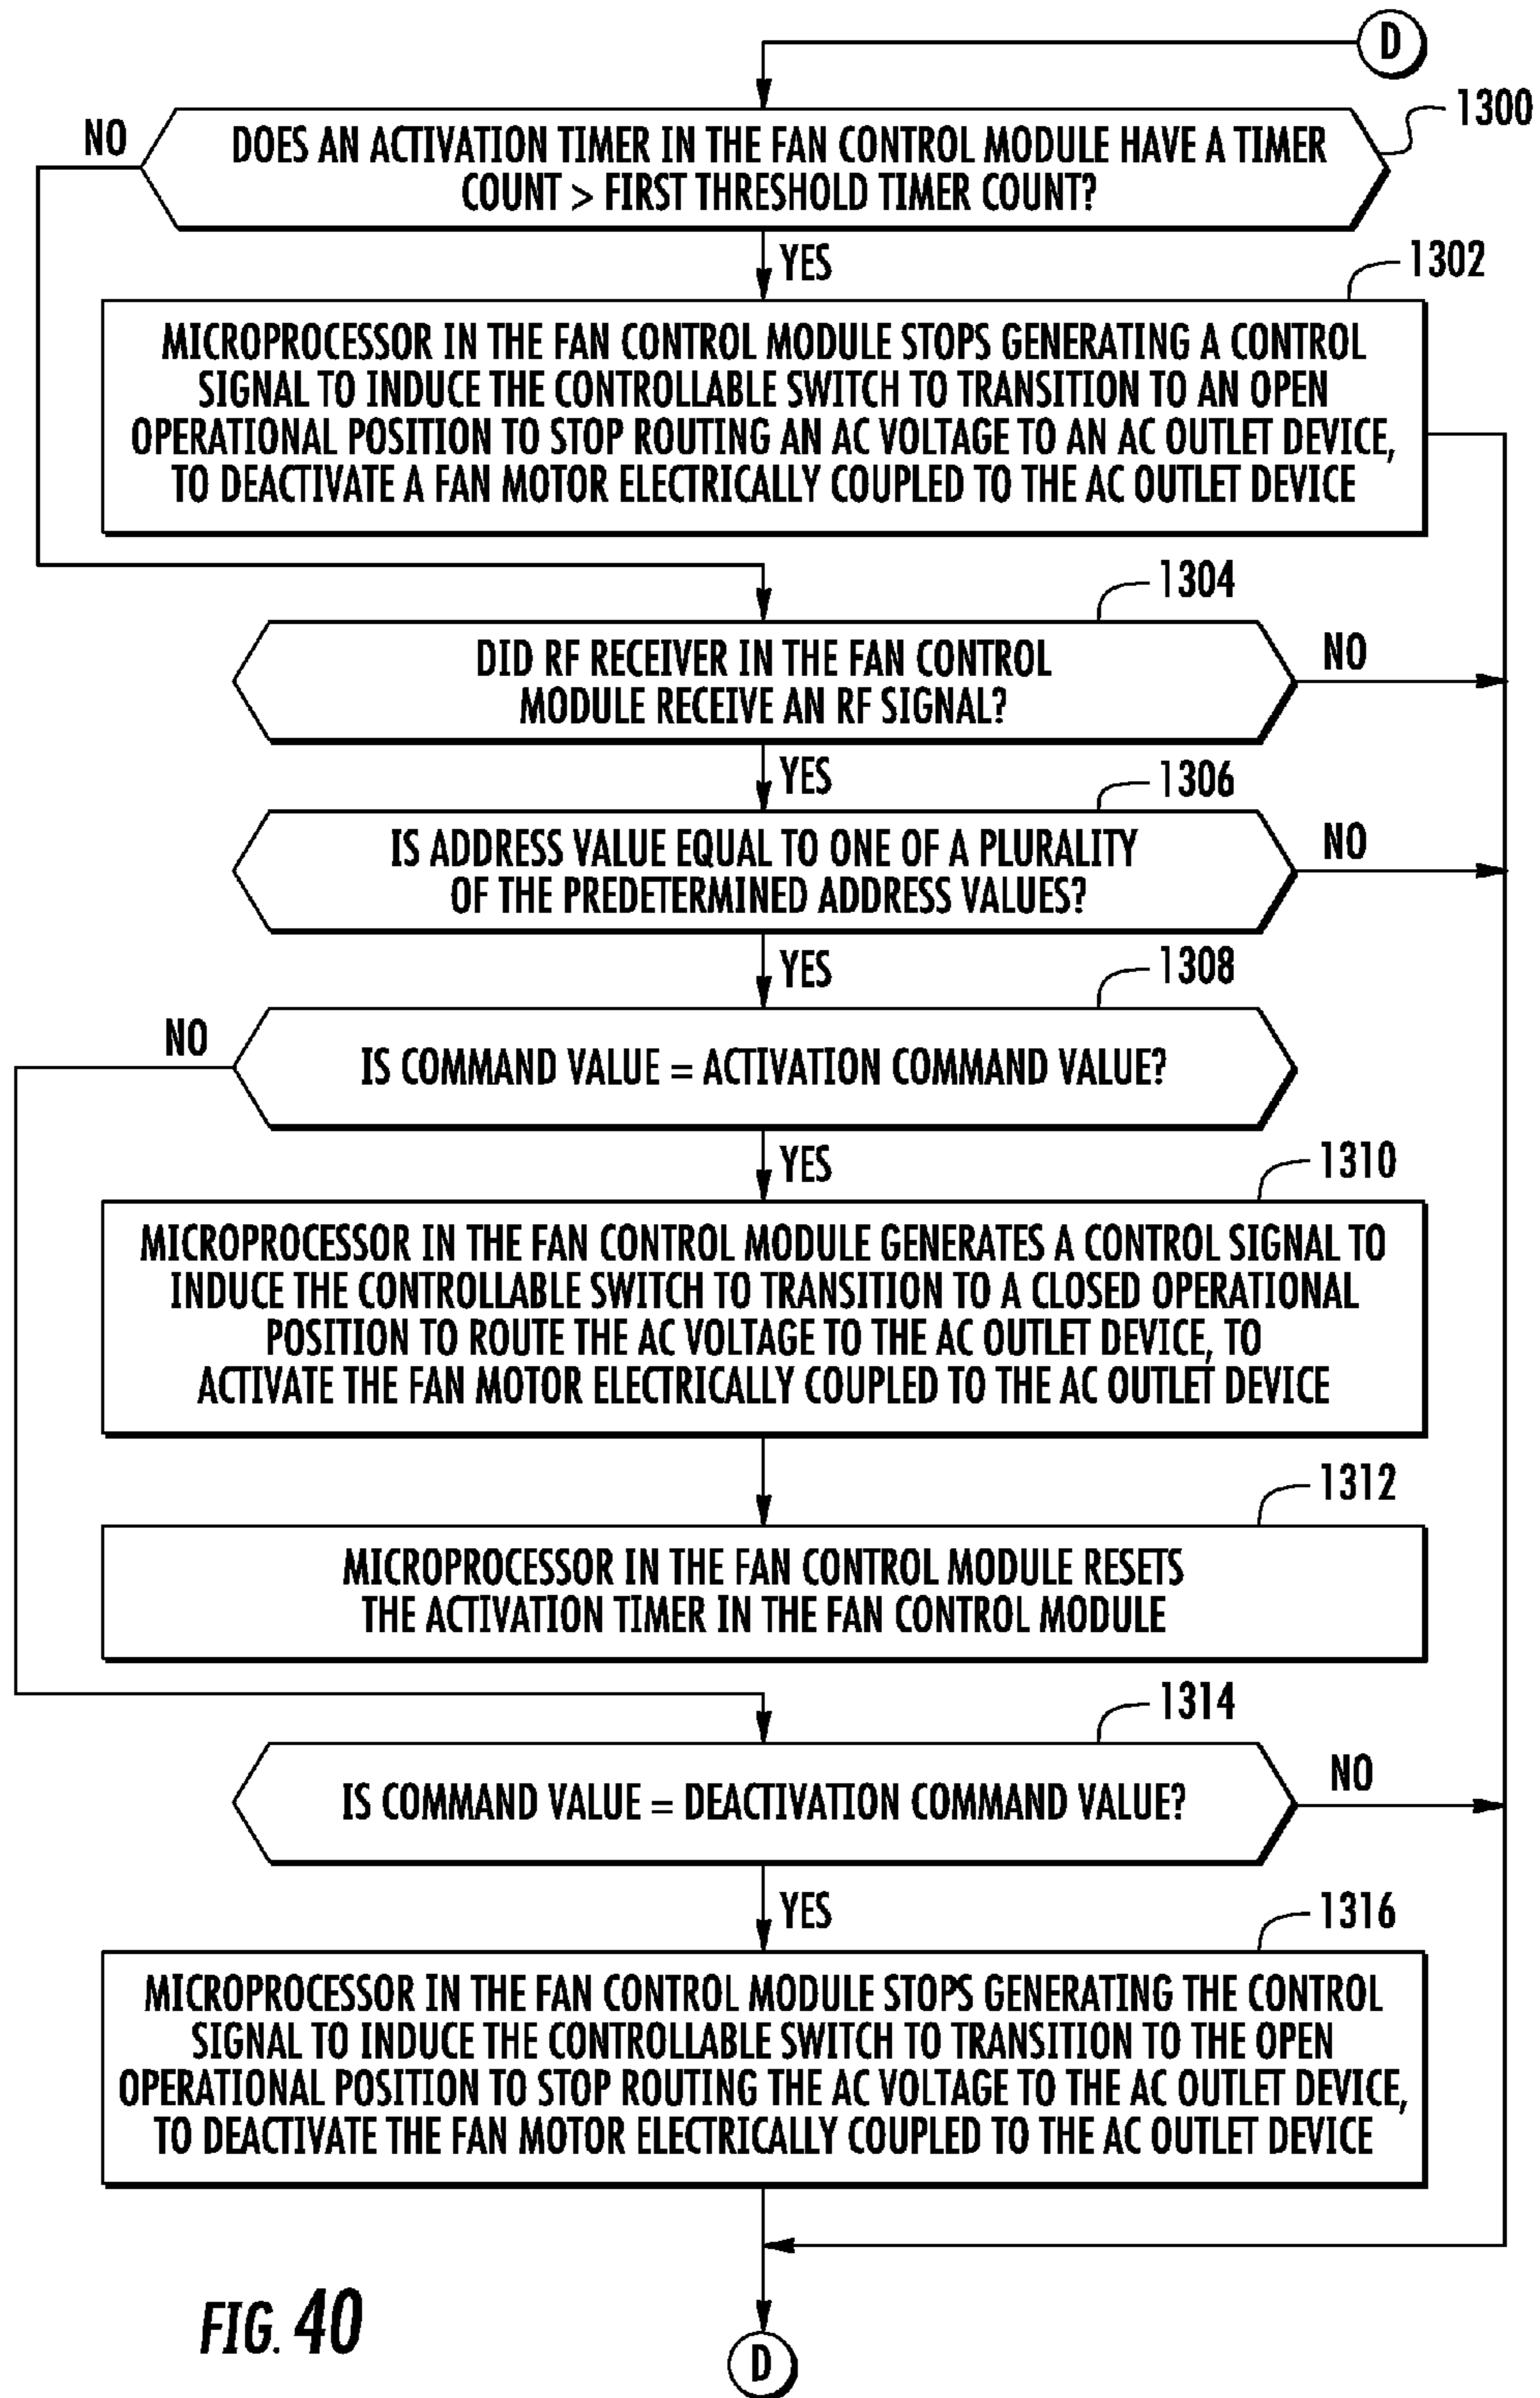 D
1300
NO
DOES AN ACTIVATION TIMER IN THE FAN CONTROL MODULE HAVE A TIMER
COUNT > FIRST THRESHOLD TIMER COUNT?
YES
1302
MICROPROCESSOR IN THE FAN CONTROL MODULE STOPS GENERATING A CONTROL
SIGNAL TO INDUCE THE CONTROLLABLE SWITCH TO TRANSITION TO AN OPEN
OPERATIONAL POSITION TO STOP ROUTING AN AC VOLTAGE TO AN AC OUTLET DEVICE,
TO DEACTIVATE A FAN MOTOR ELECTRICALLY COUPLED TO THE AC OUTLET DEVICE
1304
DID RF RECEIVER IN THE FAN CONTROL
MODULE RECEIVE AN RF SIGNAL?
NO
YES
1306
IS ADDRESS VALUE EQUAL TO ONE OF A PLURALITY
OF THE PREDETERMINED ADDRESS VALUES?
NO
YES
1308
NO
IS COMMAND VALUE = ACTIVATION COMMAND VALUE?
YES
1310
MICROPROCESSOR IN THE FAN CONTROL MODULE GENERATES A CONTROL SIGNAL TO
INDUCE THE CONTROLLABLE SWITCH TO TRANSITION TO A CLOSED OPERATIONAL
POSITION TO ROUTE THE AC VOLTAGE TO THE AC OUTLET DEVICE, TO
ACTIVATE THE FAN MOTOR ELECTRICALLY COUPLED TO THE AC OUTLET DEVICE
1312
MICROPROCESSOR IN THE FAN CONTROL MODULE RESETS
THE ACTIVATION TIMER IN THE FAN CONTROL MODULE
1314
IS COMMAND VALUE = DEACTIVATION COMMAND VALUE?
NO
YES
1316
MICROPROCESSOR IN THE FAN CONTROL MODULE STOPS GENERATING THE CONTROL
SIGNAL TO INDUCE THE CONTROLLABLE SWITCH TO TRANSITION TO THE OPEN
OPERATIONAL POSITION TO STOP ROUTING THE AC VOLTAGE TO THE AC OUTLET DEVICE,
TO DEACTIVATE THE FAN MOTOR ELECTRICALLY COUPLED TO THE AC OUTLET DEVICE
FIG. 40
D